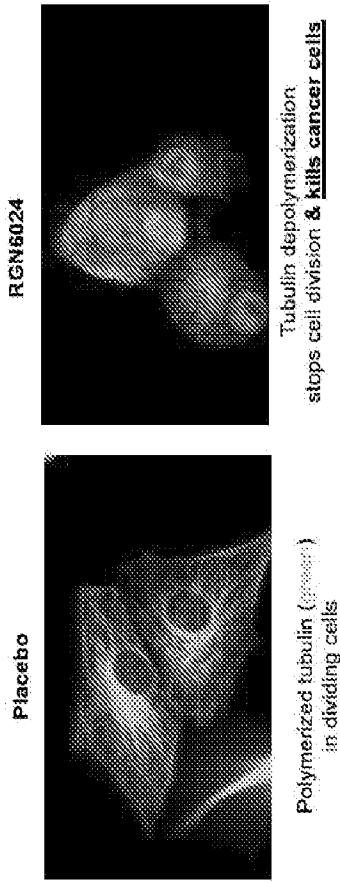 Placebo
Polymerized tubulin (green)
in dividing cells
RGN6024
Tubulin depolymerization
stops cell division & kills cancer cells